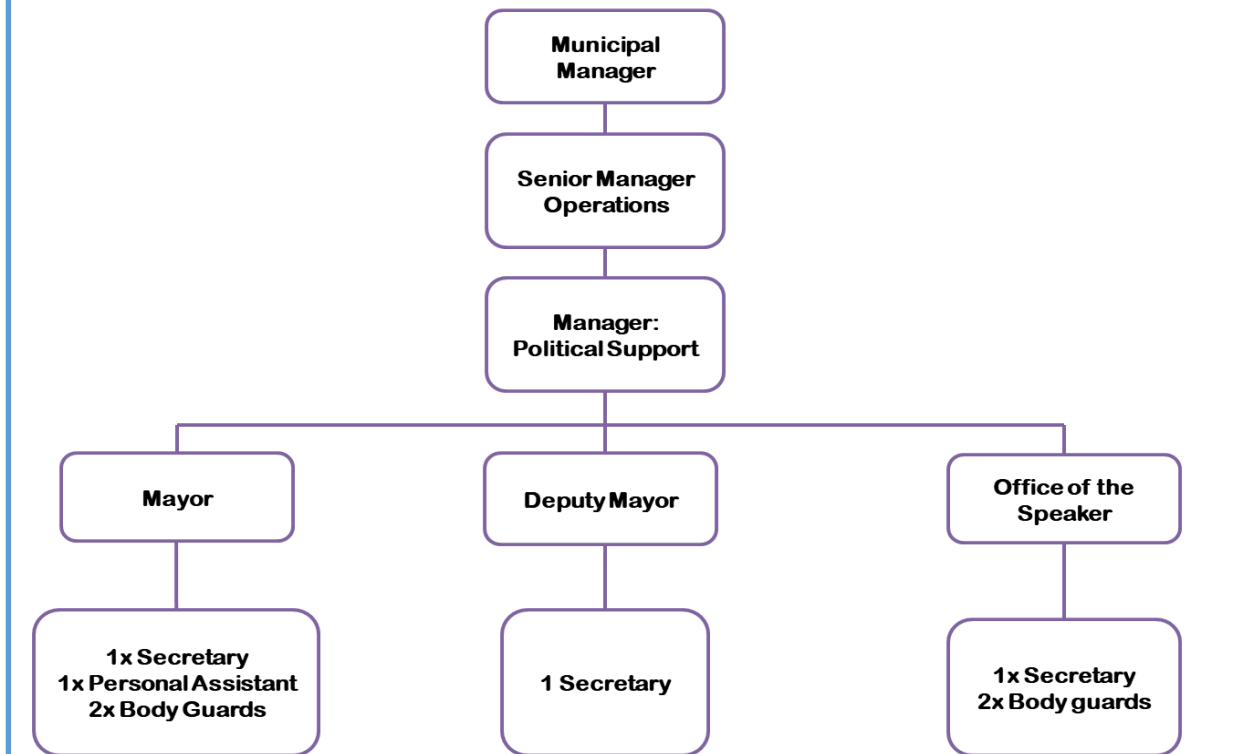 Municipal
Manager
Senior Manager
Operations
Manager:
Political Support
Mayor
Deputy Mayor
Office of the
Speaker
1x Secretary
1x Personal Assistant
2x Body Guards
1 Secretary
1x Secretary
2x Body guards